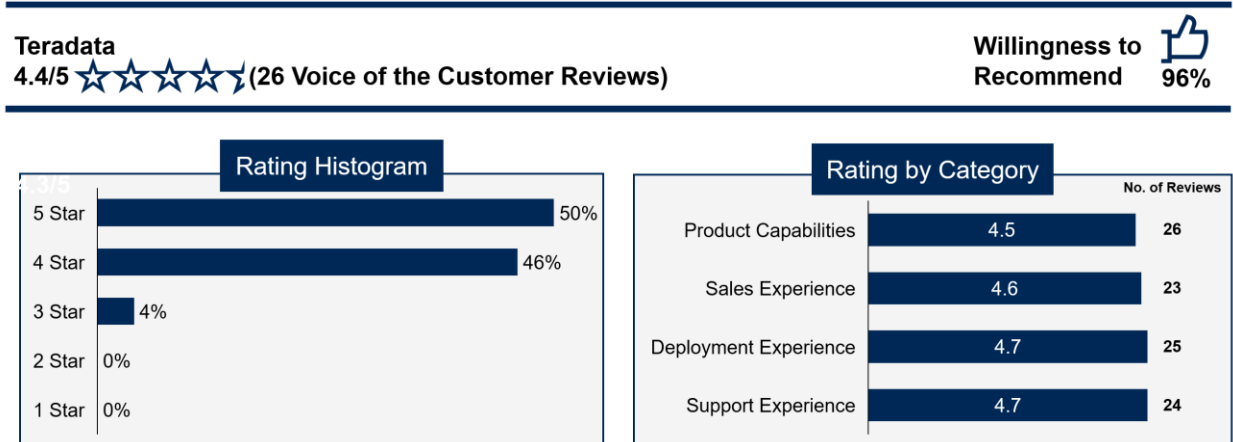 Teradata
4.4/5 (26 Voice of the Customer Reviews)
Willingness to
Recommend 96%
Rating Histogram
4.3/5
5 Star 50%
4 Star 46%
3 Star 4%
2 Star 0%
1 Star 0%
Rating by Category
No. of Reviews
Product Capabilities 4.5 26
Sales Experience 4.6 23
Deployment Experience 4.7 25
Support Experience 4.7 24